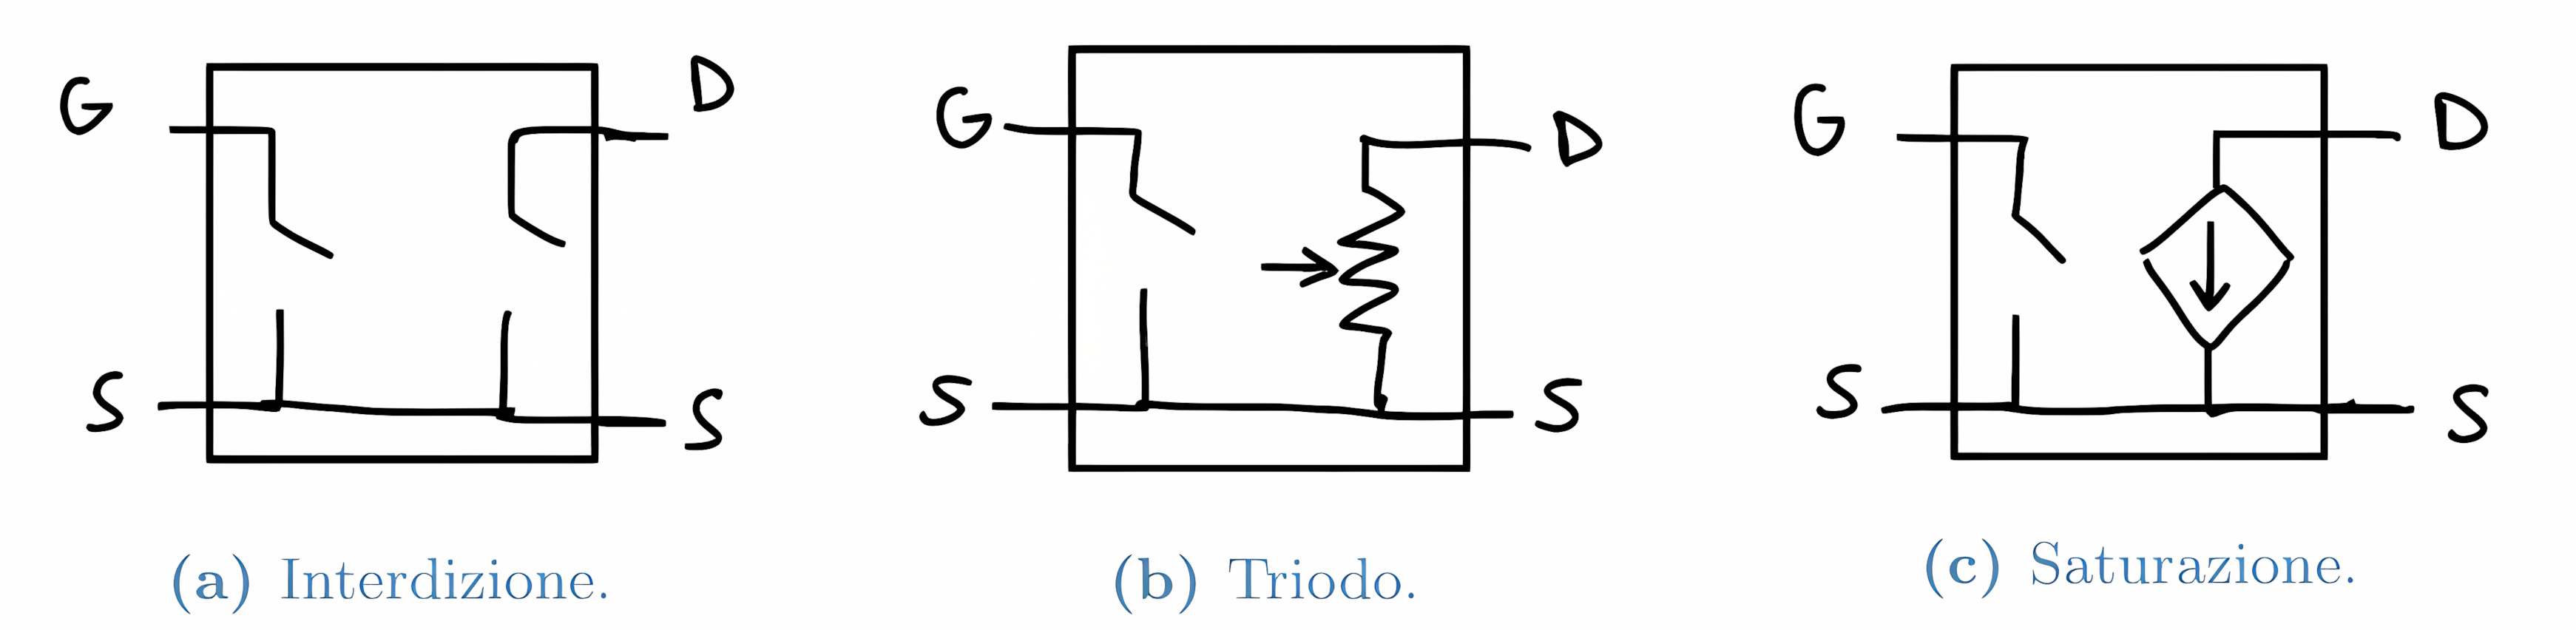 G D
S S
(a) Interdizione.
G D
S S
(b) Triodo.
G D
S S
(c) Saturazione.